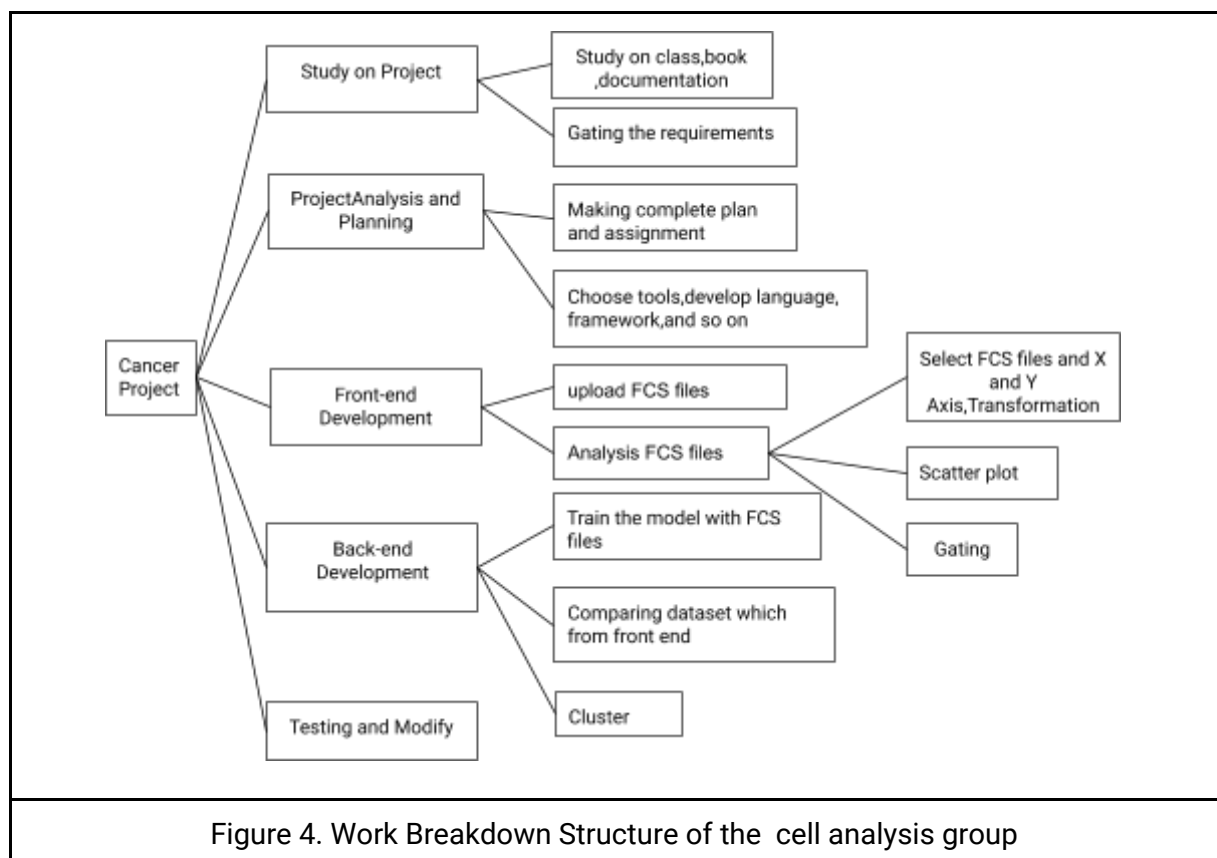 Cancer
Project
Study on Project
Study on class,book
,documentation
Gating the requirements
ProjectAnalysis and
Planning
Making complete plan
and assignment
Choose tools,develop language,
framework,and so on
Front-end
Development
upload FCS files
Analysis FCS files
Select FCS files and X
and Y
Axis,Transformation
Scatter plot
Gating
Back-end
Development
Train the model with FCS
files
Comparing dataset which
from front end
Cluster
Testing and Modify
Figure 4. Work Breakdown Structure of the cell analysis group